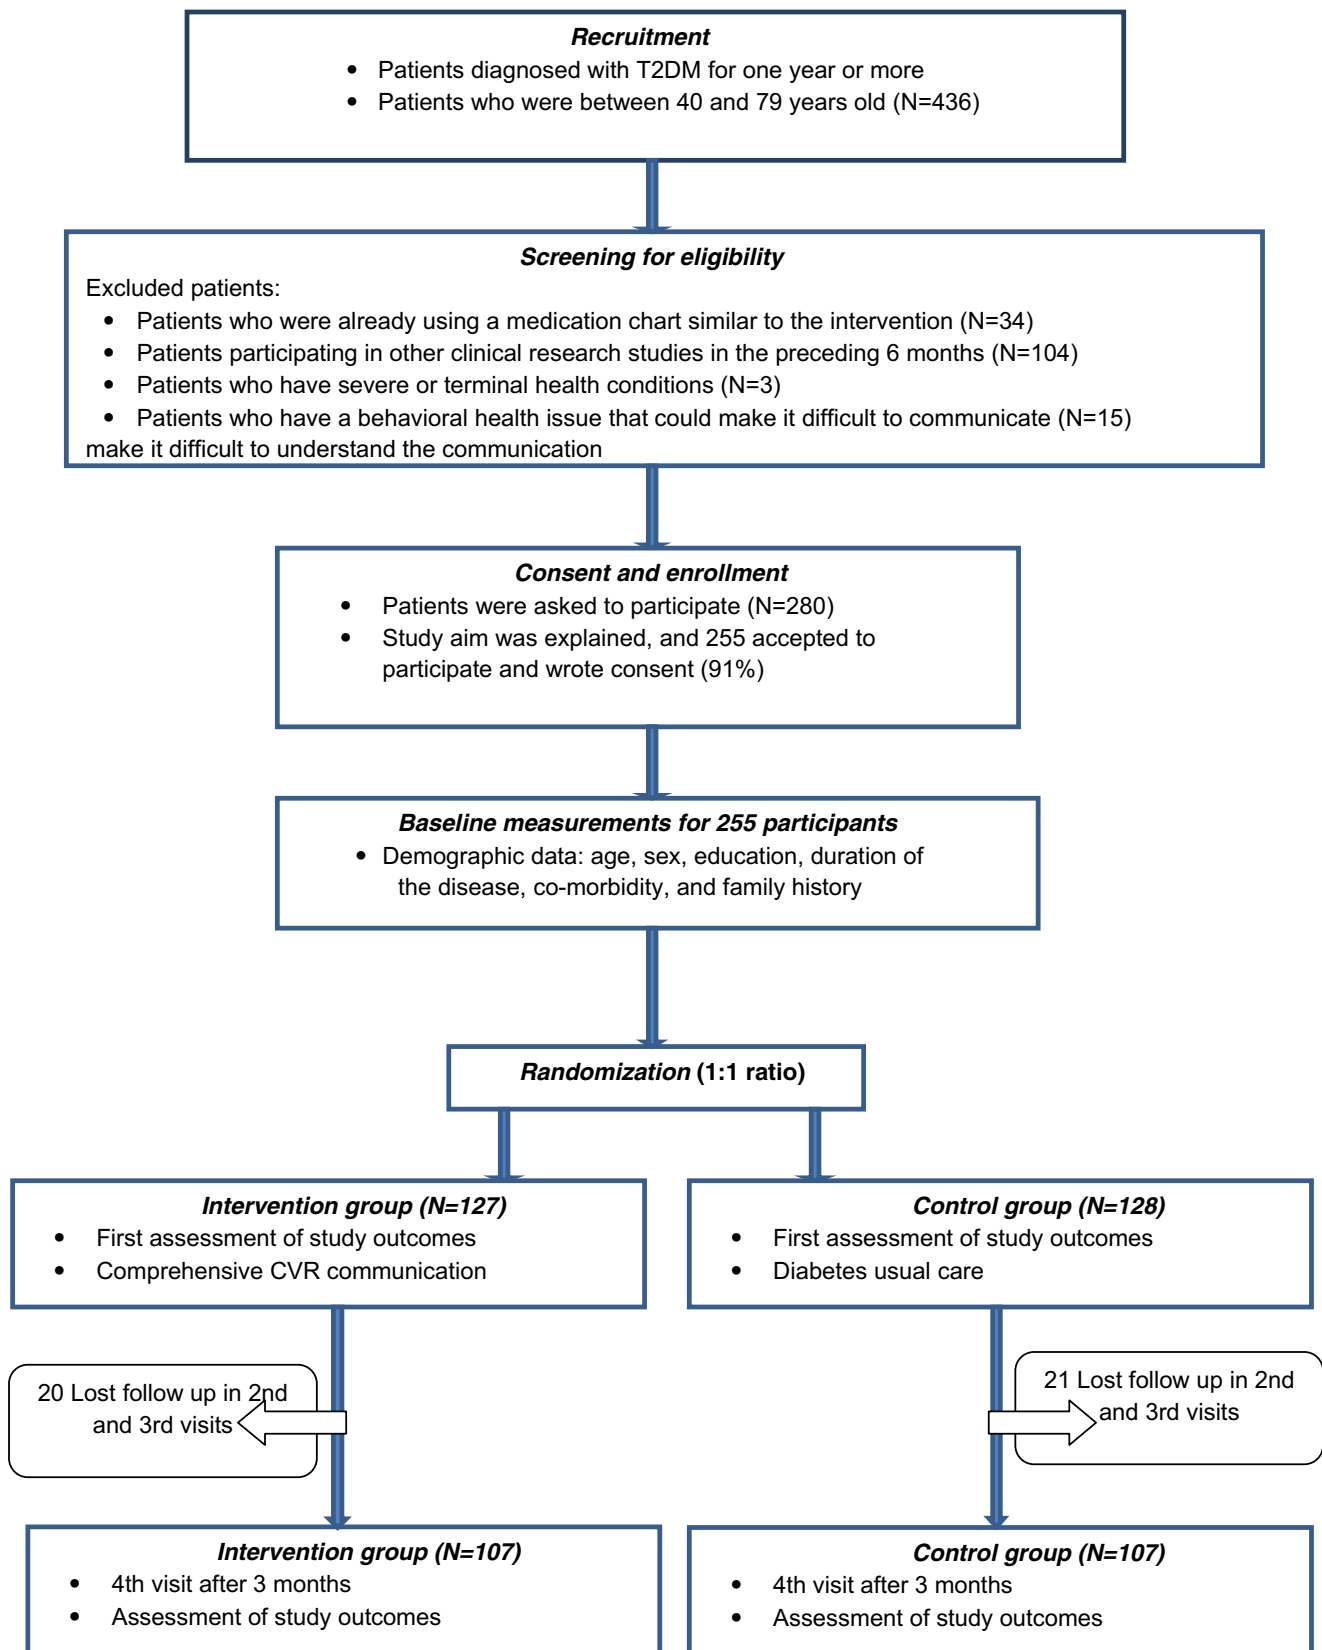 Recruitment
• Patients diagnosed with T2DM for one year or more
• Patients who were between 40 and 79 years old (N=436)
Screening for eligibility
Excluded patients:
• Patients who were already using a medication chart similar to the intervention (N=34)
• Patients participating in other clinical research studies in the preceding 6 months (N=104)
• Patients who have severe or terminal health conditions (N=3)
• Patients who have a behavioral health issue that could make it difficult to communicate (N=15)
make it difficult to understand the communication
Consent and enrollment
• Patients were asked to participate (N=280)
• Study aim was explained, and 255 accepted to
participate and wrote consent (91%)
Baseline measurements for 255 participants
• Demographic data: age, sex, education, duration of
the disease, co-morbidity, and family history
Randomization (1:1 ratio)
Intervention group (N=127)
• First assessment of study outcomes
• Comprehensive CVR communication
Control group (N=128)
• First assessment of study outcomes
• Diabetes usual care
20 Lost follow up in 2nd
and 3rd visits
21 Lost follow up in 2nd
and 3rd visits
Intervention group (N=107)
• 4th visit after 3 months
• Assessment of study outcomes
Control group (N=107)
• 4th visit after 3 months
• Assessment of study outcomes